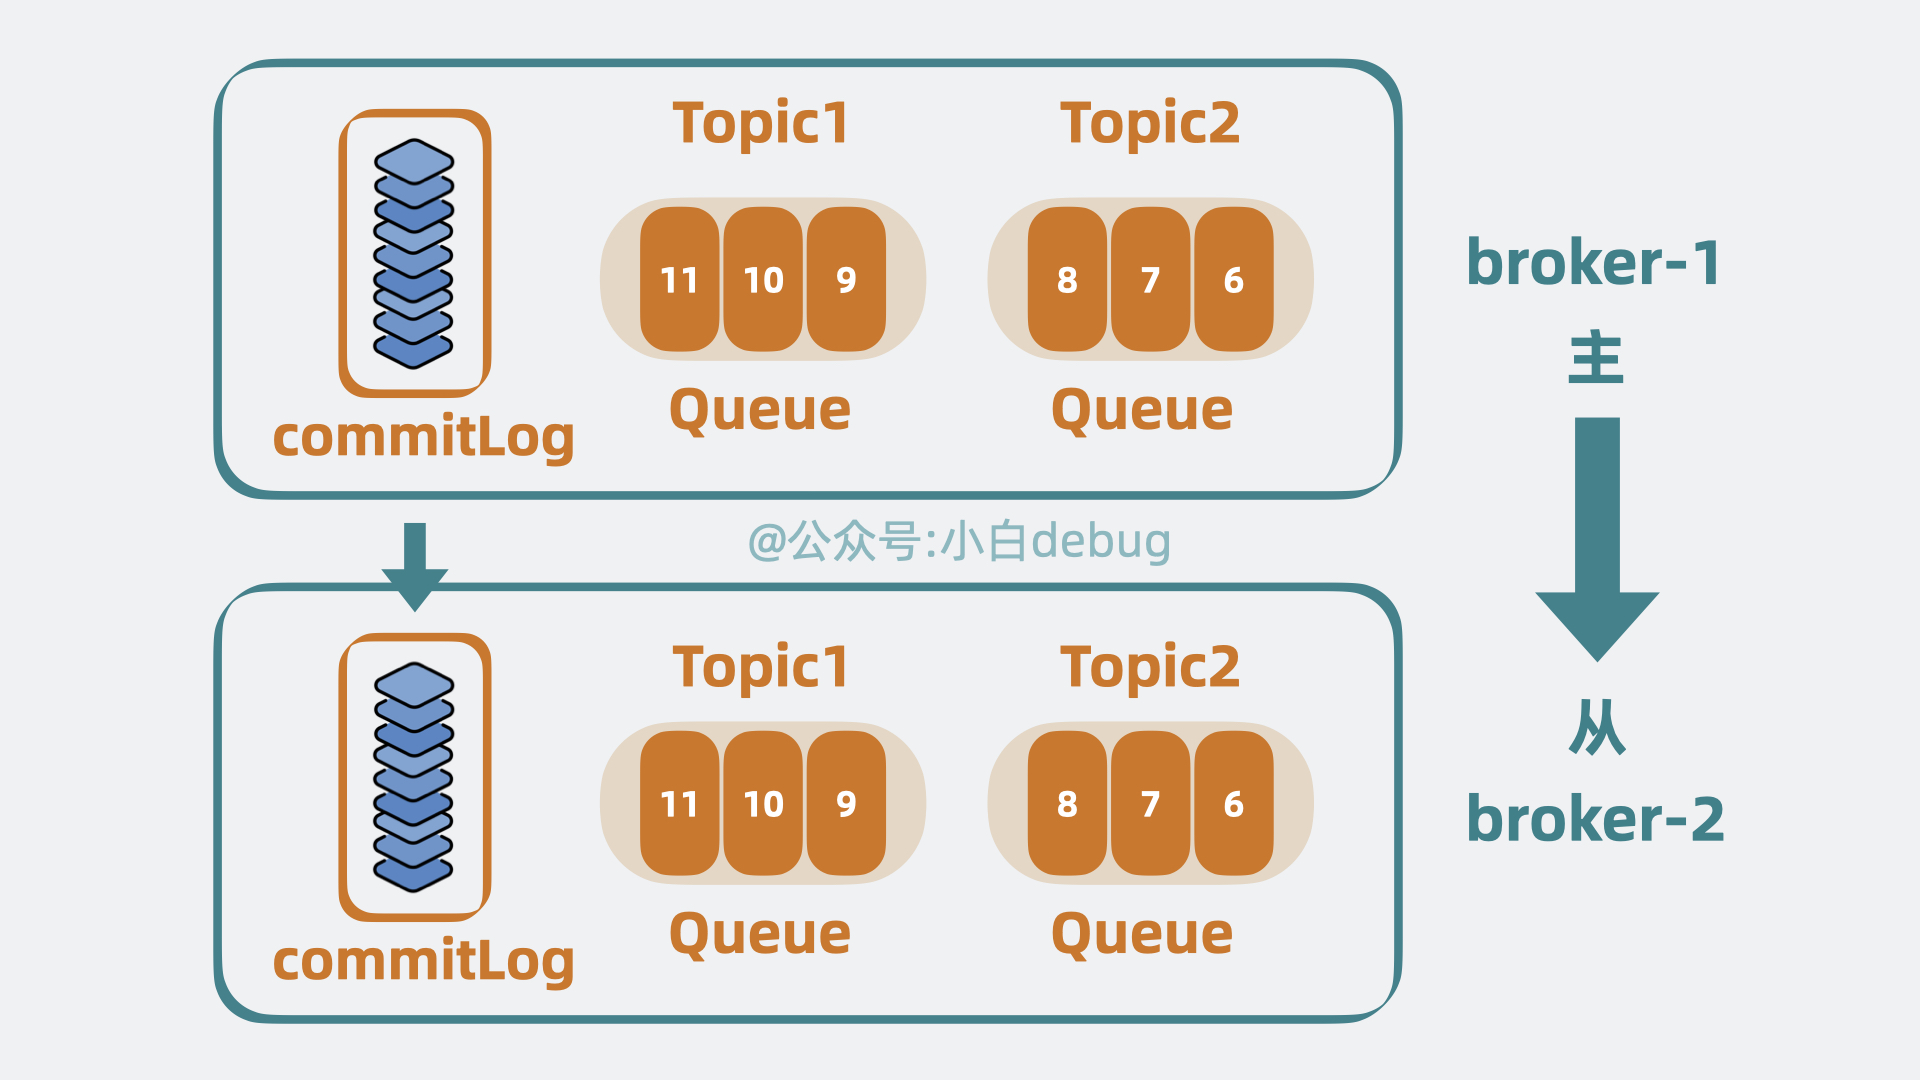 Topic1
Topic2
11 10 9
8 7 6
Queue
Queue
commitLog
broker-1
主
@公众号:小白debug
Topic1
Topic2
11 10 9
8 7 6
Queue
Queue
commitLog
从
broker-2